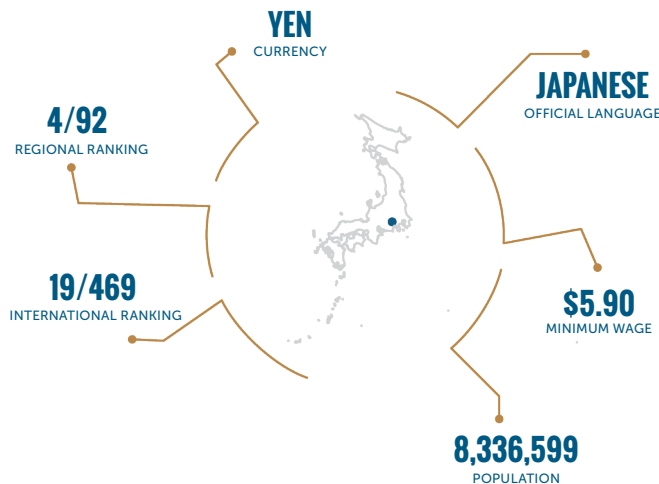 YEN
CURRENCY
JAPANESE
OFFICIAL LANGUAGE
4/92
REGIONAL RANKING
19/469
INTERNATIONAL RANKING
$5.90
MINIMUM WAGE
8,336,599
POPULATION